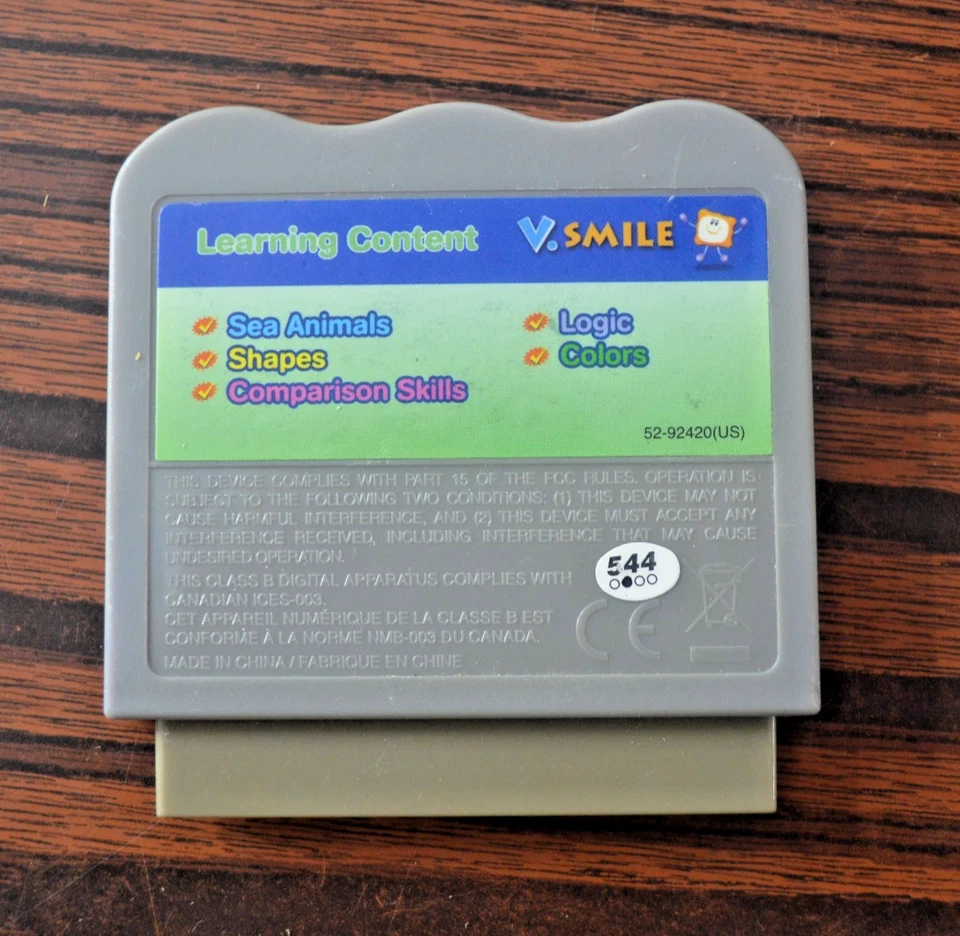 Learning Content
V.SMILE
Sea Animals
Shapes
Comparison Skills
Logic
Colors
52-92420(US)
THIS DEVICE COMPLIES WITH PART 15 OF THE FCC RULES. OPERATION IS
SUBJECT TO THE FOLLOWING TWO CONDITIONS: (1) THIS DEVICE MAY NOT
CAUSE HARMFUL INTERFERENCE, AND (2) THIS DEVICE MUST ACCEPT ANY
INTERFERENCE RECEIVED, INCLUDING INTERFERENCE THAT MAY CAUSE
UNDESIRED OPERATION.
THIS CLASS B DIGITAL APPARATUS COMPLIES WITH
CANADIAN ICES-003.
CET APPAREIL NUMÉRIQUE DE LA CLASSE B EST
CONFORME À LA NORME NMB-003 DU CANADA.
MADE IN CHINA / FABRIQUE EN CHINE
544
CE